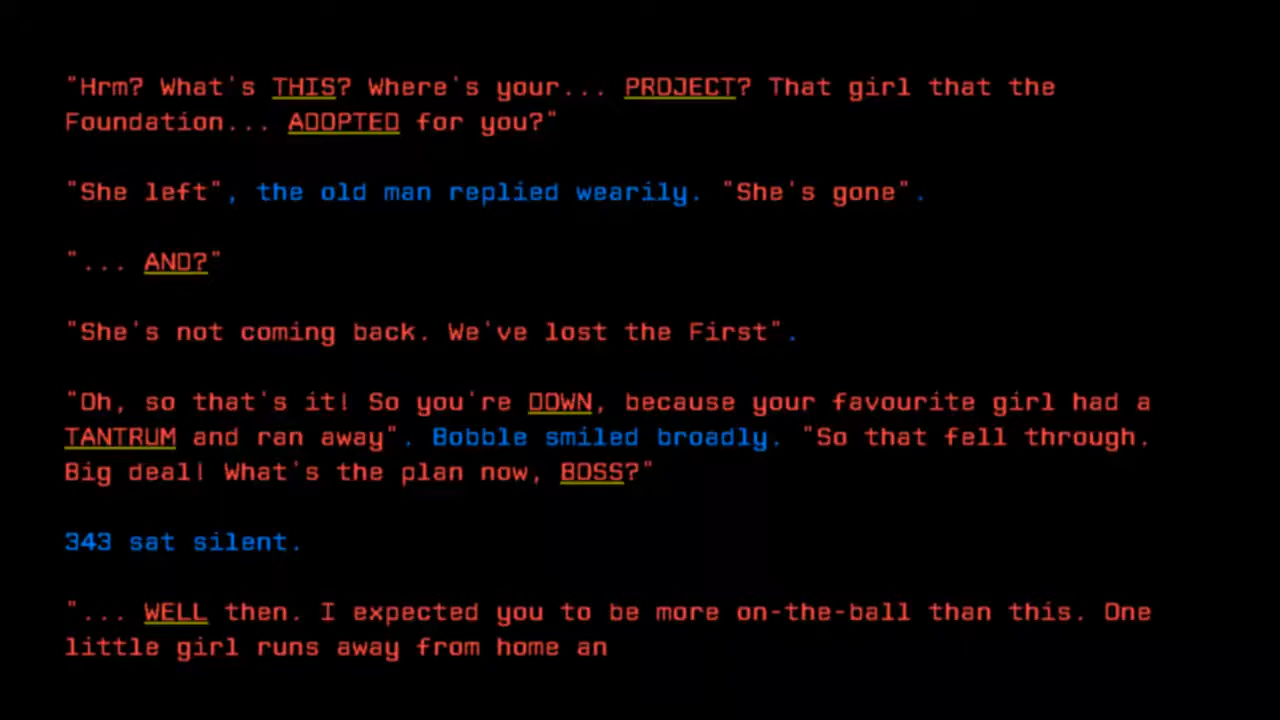 "Hrm? What's THIS? Where's your... PROJECT? That girl that the
Foundation... ADOPTED for you?"
"She left", the old man replied wearily. "She's gone".
"... AND?"
"She's not coming back. We've lost the First".
"Oh, so that's it! So you're DOWN, because your favourite girl had a
TANTRUM and ran away". Bobble smiled broadly. "So that fell through.
Big deal! What's the plan now, BOSS?"
343 sat silent.
"... WELL then. I expected you to be more on-the-ball than this. One
little girl runs away from home an